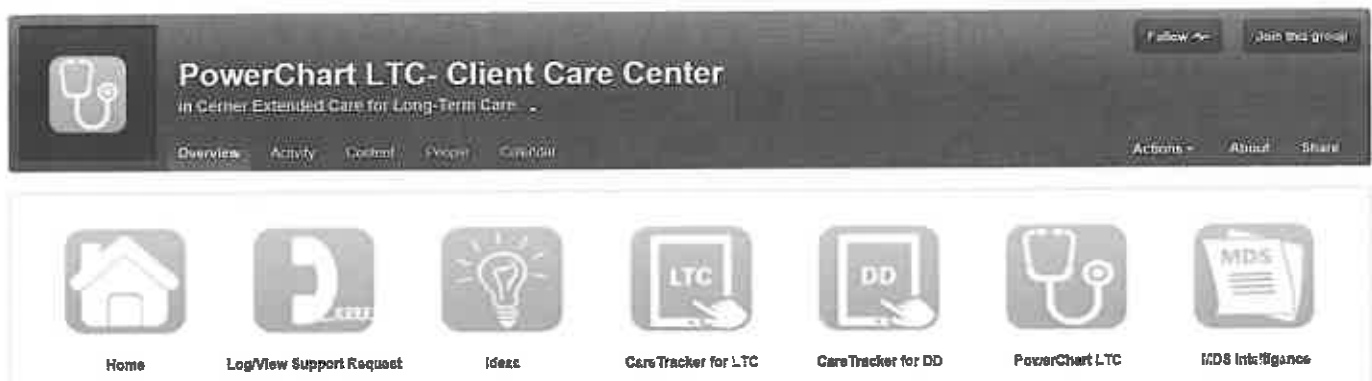 Follow
Join this group
PowerChart LTC- Client Care Center
in Cerner Extended Care for Long-Term Care
Overview Activity Content People Calendar
Actions About Share
LTC
DD
MDS
Home
Log/View Support Request
Ideas
CareTracker for LTC
CareTracker for DD
PowerChart LTC
MDS Intelligence